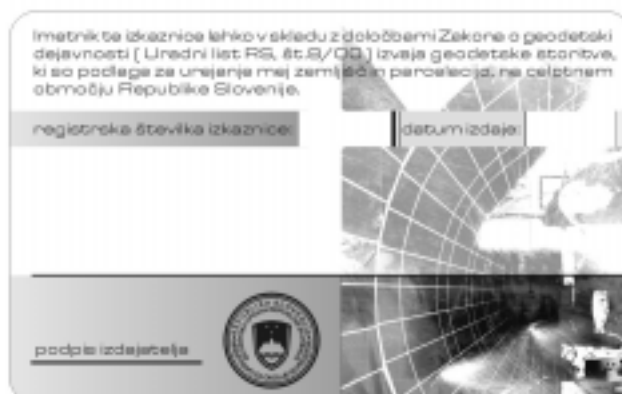 Imetnik te izkaznice lahko v skladu z določbami Zakona o geodetski
dejavnosti ( Uradni list RS, št.8/00 ) izvaja geodetske storitve,
ki so podlaga za urejanje mej zemljišč in parcelacijo, na celotnem
območju Republike Slovenije.
registrska številka izkaznice: datum izdaje:
podpis izdajatelja